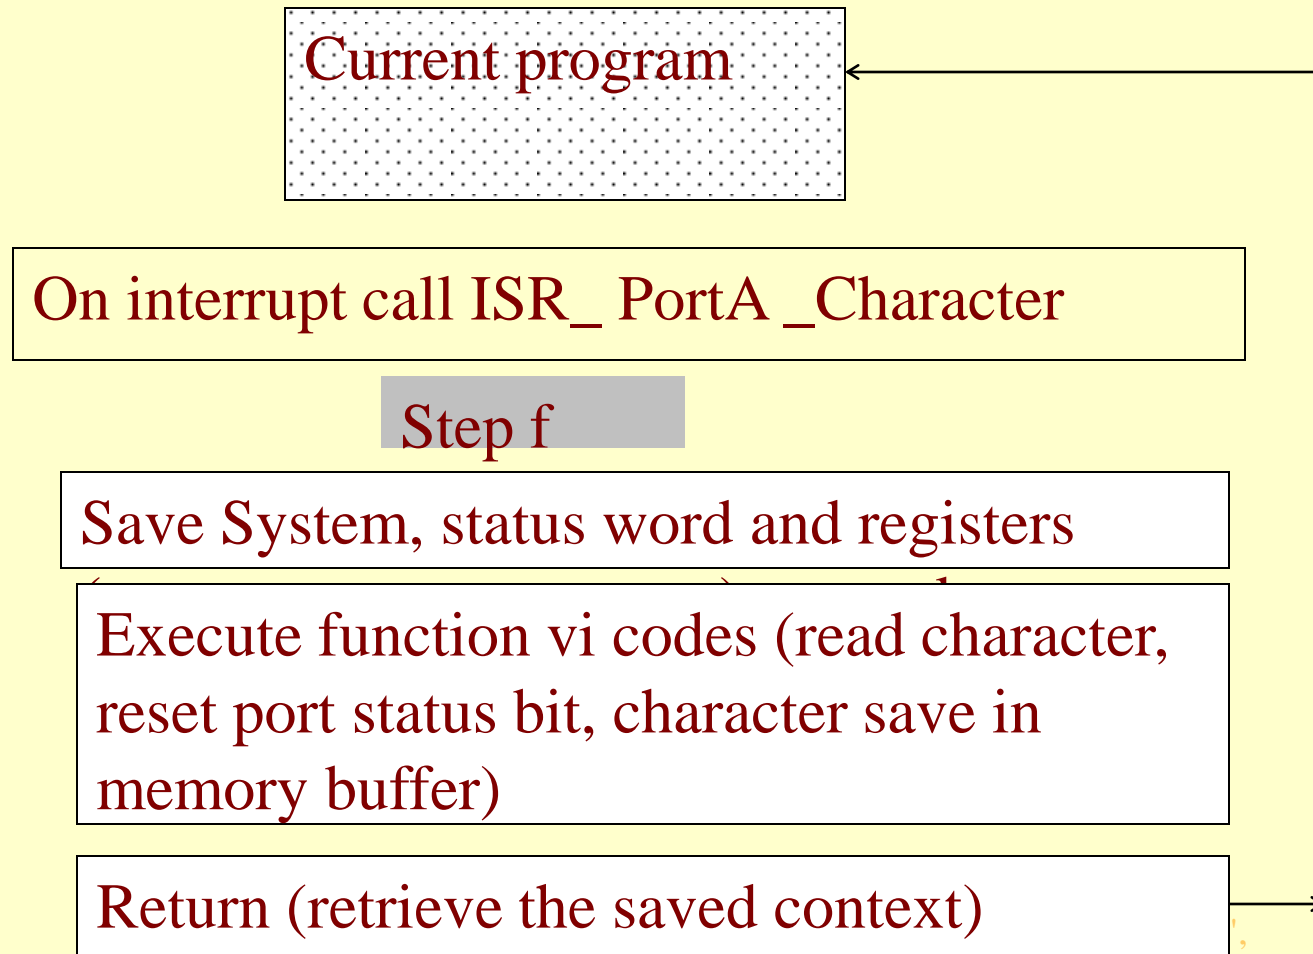 Current program
On interrupt call ISR_ PortA _Character
Step f
Save System, status word and registers
Execute function vi codes (read character,
reset port status bit, character save in
memory buffer)
Return (retrieve the saved context)